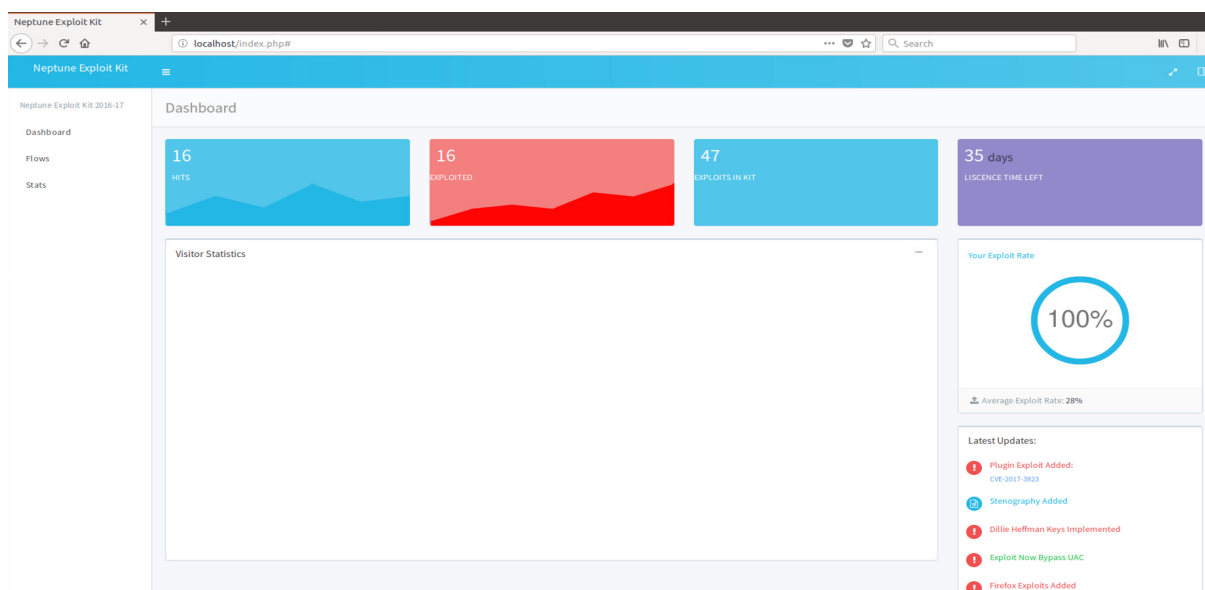 Neptune Exploit Kit
localhost/index.php#
Search
Neptune Exploit Kit
Neptune Exploit Kit 2016-17
Dashboard
Flows
Stats
Dashboard
16
HITS
16
EXPLOITED
47
EXPLOITS IN KIT
35 days
LISCENCE TIME LEFT
Visitor Statistics
Your Exploit Rate
100%
Average Exploit Rate: 28%
Latest Updates:
Plugin Exploit Added:
CVE-2017-3823
Stenography Added
Dillie Heffman Keys Implemented
Exploit Now Bypass UAC
Firefox Exploits Added